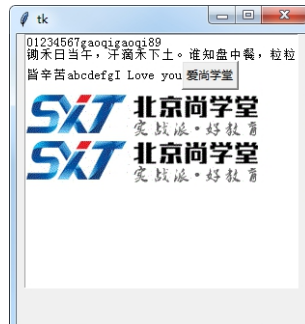 tk
01234567gaoqigaoqi89
锄禾日当午，汗滴禾下土。谁知盘中餐，粒粒
皆辛苦abcdefgI Love you爱尚学堂
SXT 北京尚学堂
实战派·好教育
SXT 北京尚学堂
实战派·好教育